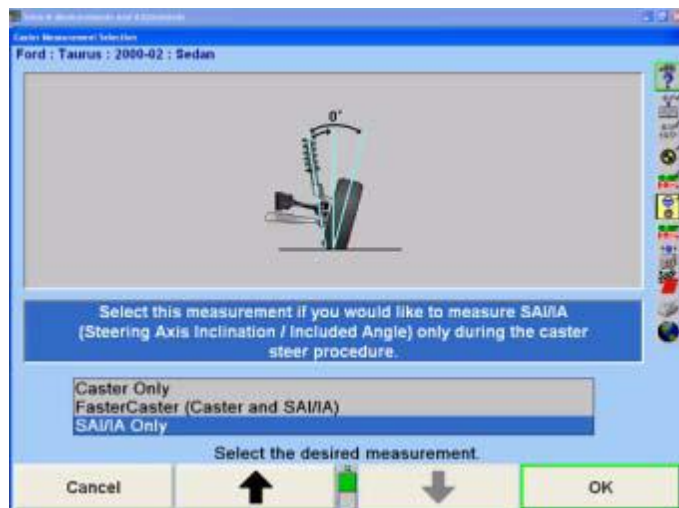 Caster Measurement Selection
Ford : Taurus : 2000-02 : Sedan
0°
Select this measurement if you would like to measure SAI/IA
(Steering Axis Inclination / Included Angle) only during the caster
steer procedure.
Caster Only
FasterCaster (Caster and SAI/IA)
SAI/IA Only
Select the desired measurement.
Cancel
OK